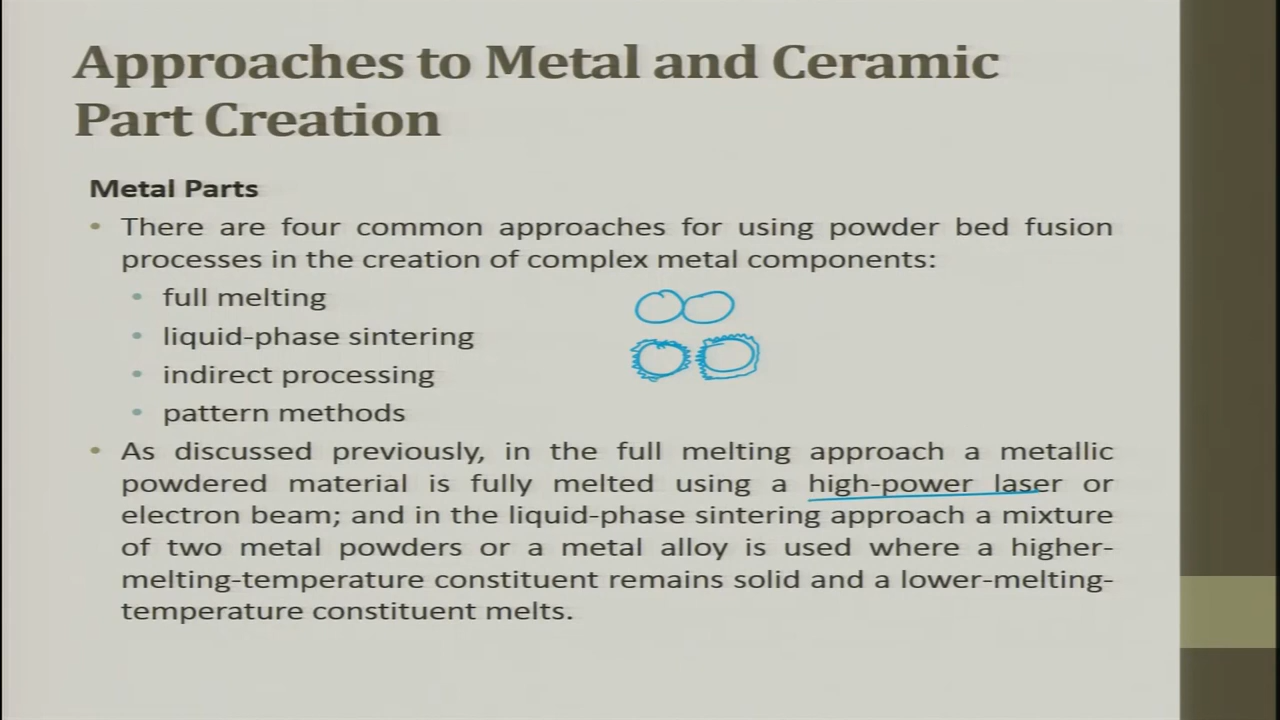 Approaches to Metal and Ceramic
Part Creation
Metal Parts
• There are four common approaches for using powder bed fusion
processes in the creation of complex metal components:
• full melting
• liquid-phase sintering
• indirect processing
• pattern methods
• As discussed previously, in the full melting approach a metallic
powdered material is fully melted using a high-power laser or
electron beam; and in the liquid-phase sintering approach a mixture
of two metal powders or a metal alloy is used where a higher-
melting-temperature constituent remains solid and a lower-melting-
temperature constituent melts.